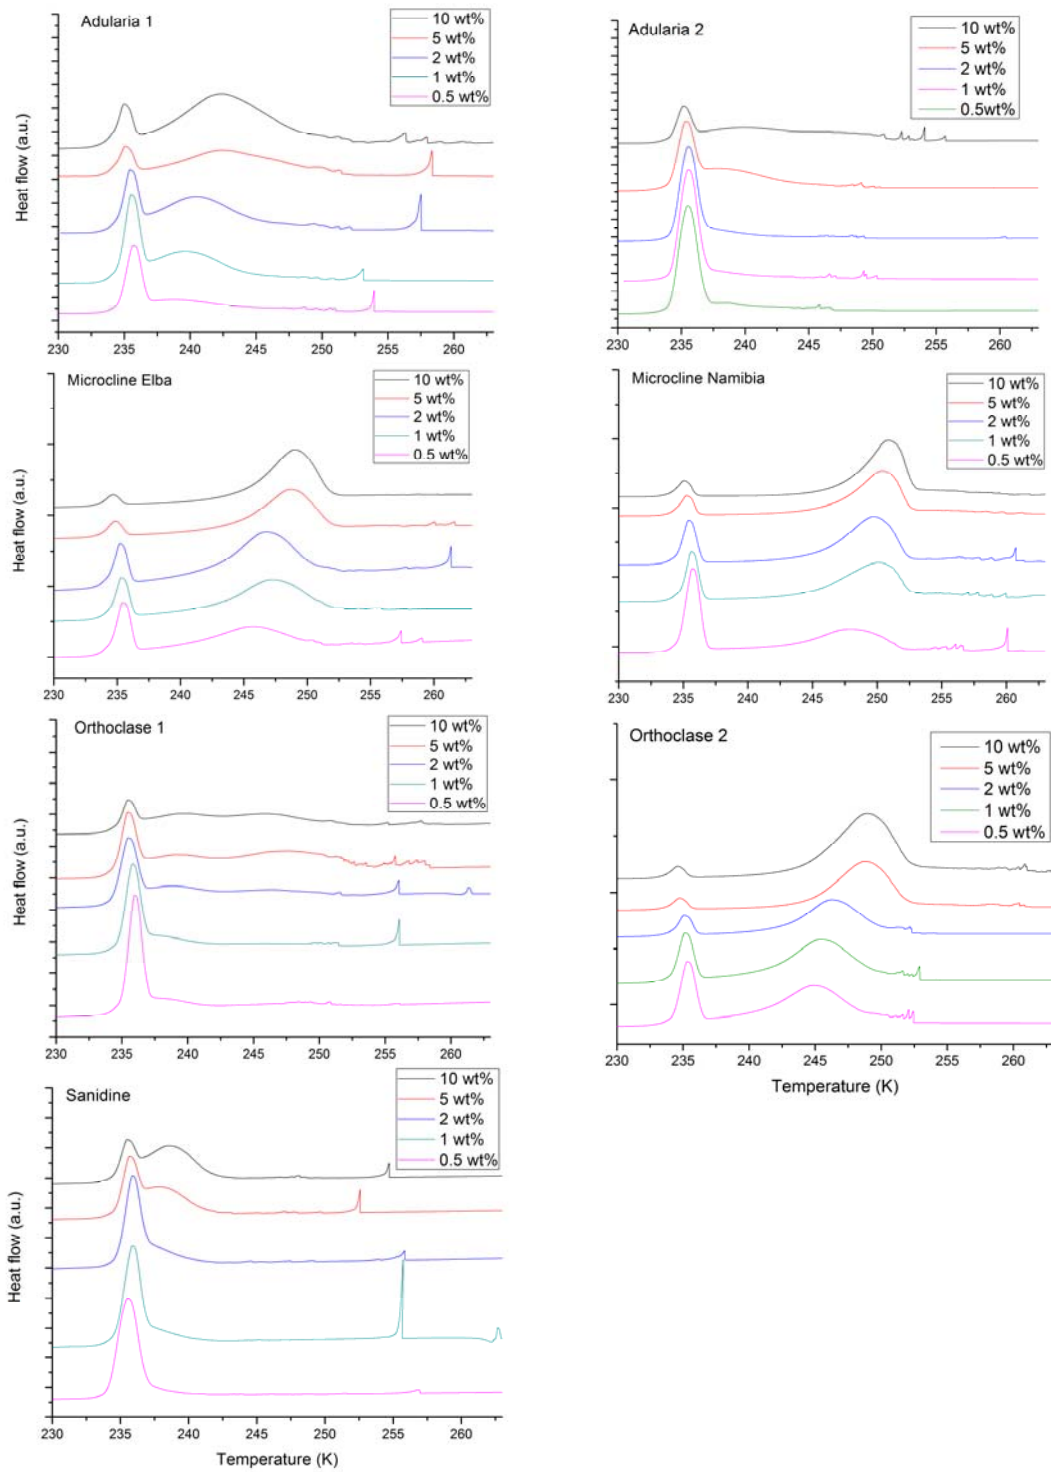 Adularia 1
10 wt%
5 wt%
2 wt%
1 wt%
0.5 wt%
Heat flow (a.u.)
230 235 240 245 250 255 260
Adularia 2
10 wt%
5 wt%
2 wt%
1 wt%
0.5wt%
230 235 240 245 250 255 260
Microcline Elba
10 wt%
5 wt%
2 wt%
1 wt%
0.5 wt%
Heat flow (a.u.)
230 235 240 245 250 255 260
Microcline Namibia
10 wt%
5 wt%
2 wt%
1 wt%
0.5 wt%
230 235 240 245 250 255 260
Orthoclase 1
10 wt%
5 wt%
2 wt%
1 wt%
0.5 wt%
230 235 240 245 250 255 260
Orthoclase 2
10 wt%
5 wt%
2 wt%
1 wt%
0.5 wt%
230 235 240 245 250 255 260
Temperature (K)
Sanidine
10 wt%
5 wt%
2 wt%
1 wt%
0.5 wt%
Heat flow (a.u.)
230 235 240 245 250 255 260
Temperature (K)